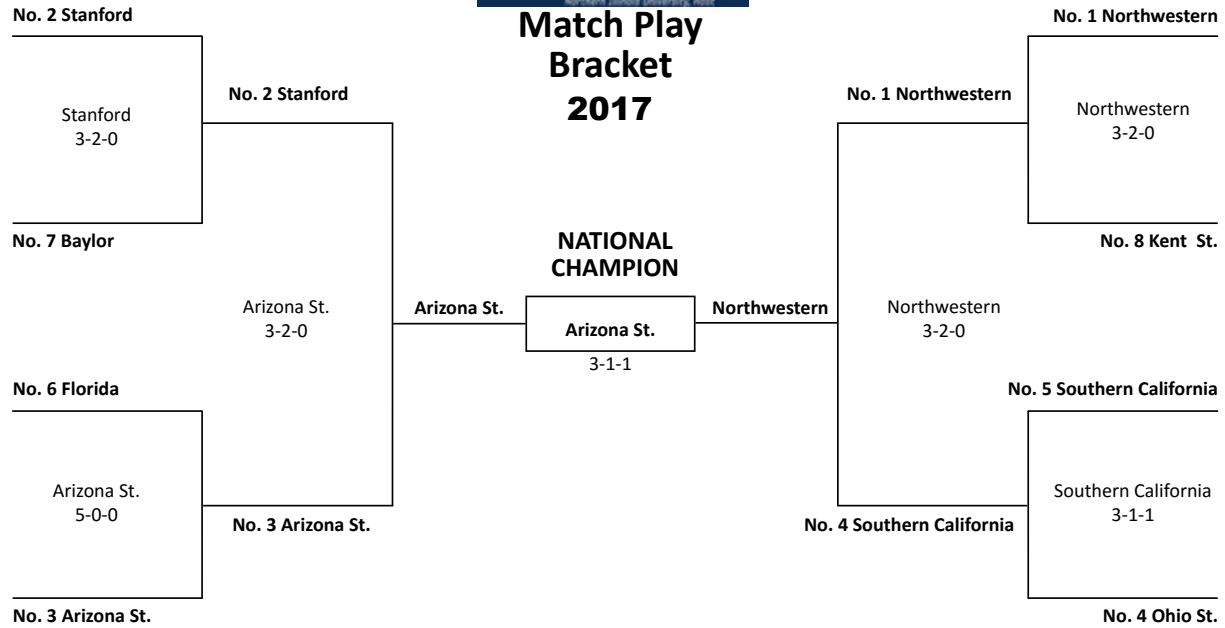 Northern Illinois University, Host
Match Play
Bracket
2017
No. 2 Stanford
Stanford
3-2-0
No. 7 Baylor
No. 2 Stanford
Arizona St.
3-2-0
No. 6 Florida
Arizona St.
5-0-0
No. 3 Arizona St.
No. 3 Arizona St.
Arizona St.
NATIONAL
CHAMPION
Arizona St.
3-1-1
Northwestern
No. 1 Northwestern
Northwestern
3-2-0
No. 4 Southern California
No. 1 Northwestern
Northwestern
3-2-0
No. 8 Kent  St.
No. 5 Southern California
Southern California
3-1-1
No. 4 Ohio St.